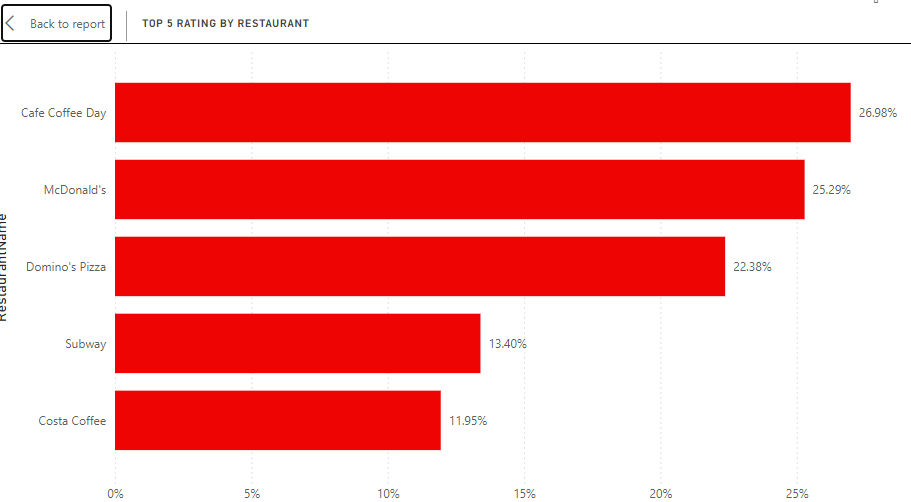 Back to report
TOP 5 RATING BY RESTAURANT
Cafe Coffee Day
26.98%
McDonald's
25.29%
Domino's Pizza
22.38%
Subway
13.40%
Costa Coffee
11.95%
RestaurantName
0% 5% 10% 15% 20% 25%